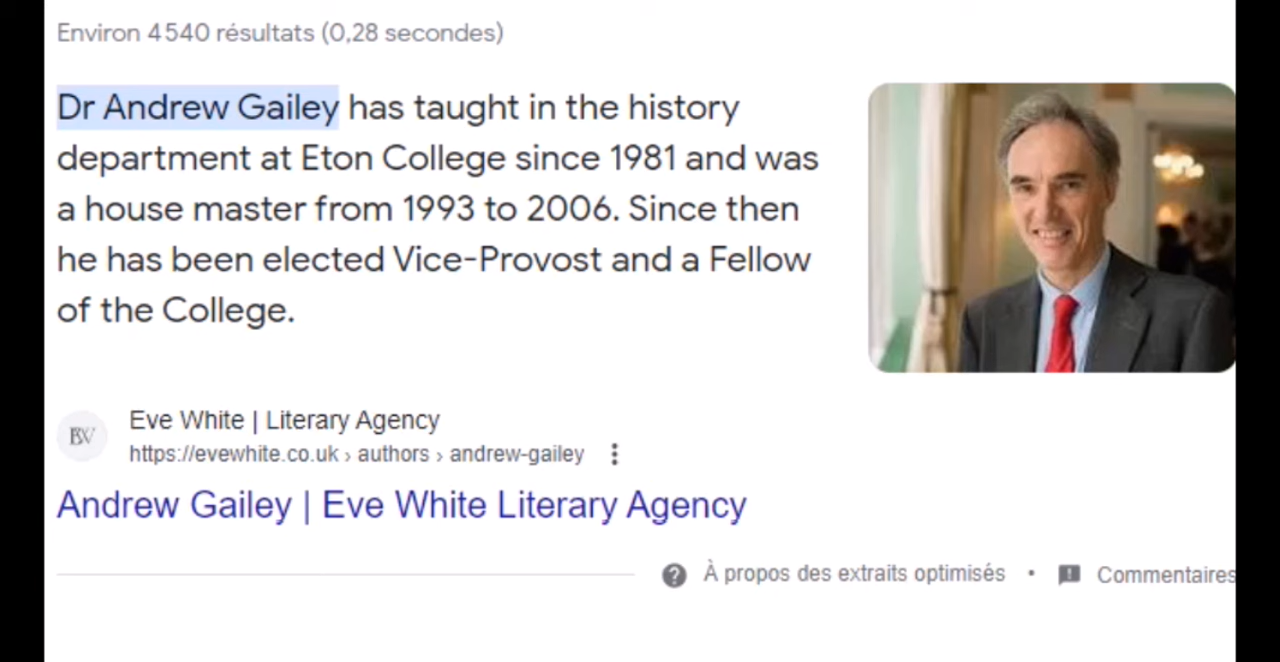 Environ 4 540 résultats (0,28 secondes)
Dr Andrew Gailey has taught in the history
department at Eton College since 1981 and was
a house master from 1993 to 2006. Since then
he has been elected Vice-Provost and a Fellow
of the College.
EW
Eve White | Literary Agency
https://evewhite.co.uk › authors › andrew-gailey
Andrew Gailey | Eve White Literary Agency
À propos des extraits optimisés • Commentaires